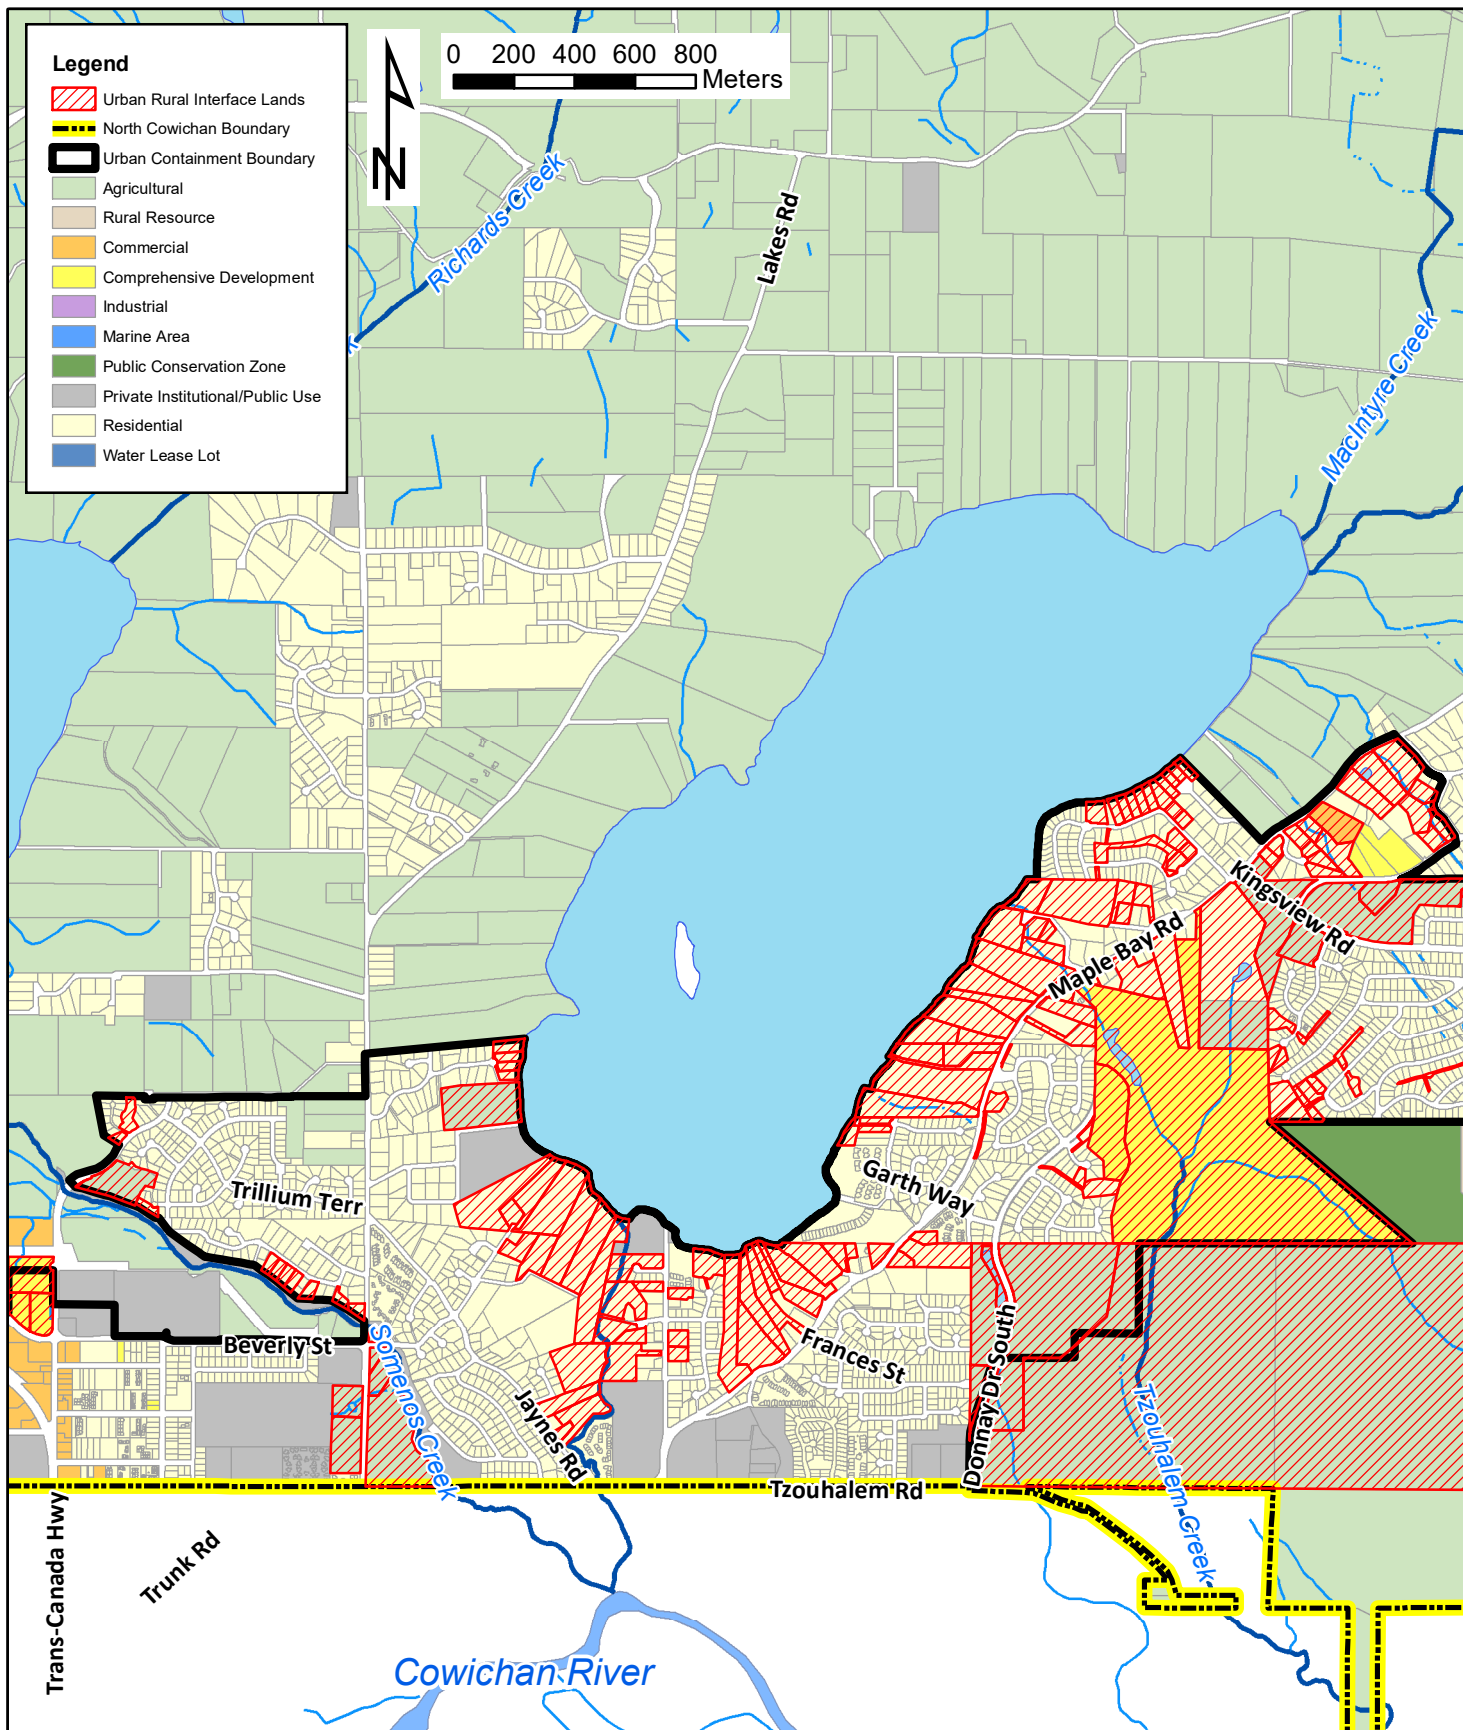 Legend
Urban Rural Interface Lands
North Cowichan Boundary
Urban Containment Boundary
Agricultural
Rural Resource
Commercial
Comprehensive Development
Industrial
Marine Area
Public Conservation Zone
Private Institutional/Public Use
Residential
Water Lease Lot
N
0 200 400 600 800
Meters
Richards Creek
k
Lakes Rd
MacIntyre Creek
Kingsview Rd
Maple Bay Rd
Garth Way
Trillium Terr
Beverly St
Somenos Creek
Jaynes Rd
Frances St
Donnay Dr South
Tzouhalem Creek
Tzouhalem Rd
Trans-Canada Hwy
Trunk Rd
Cowichan River